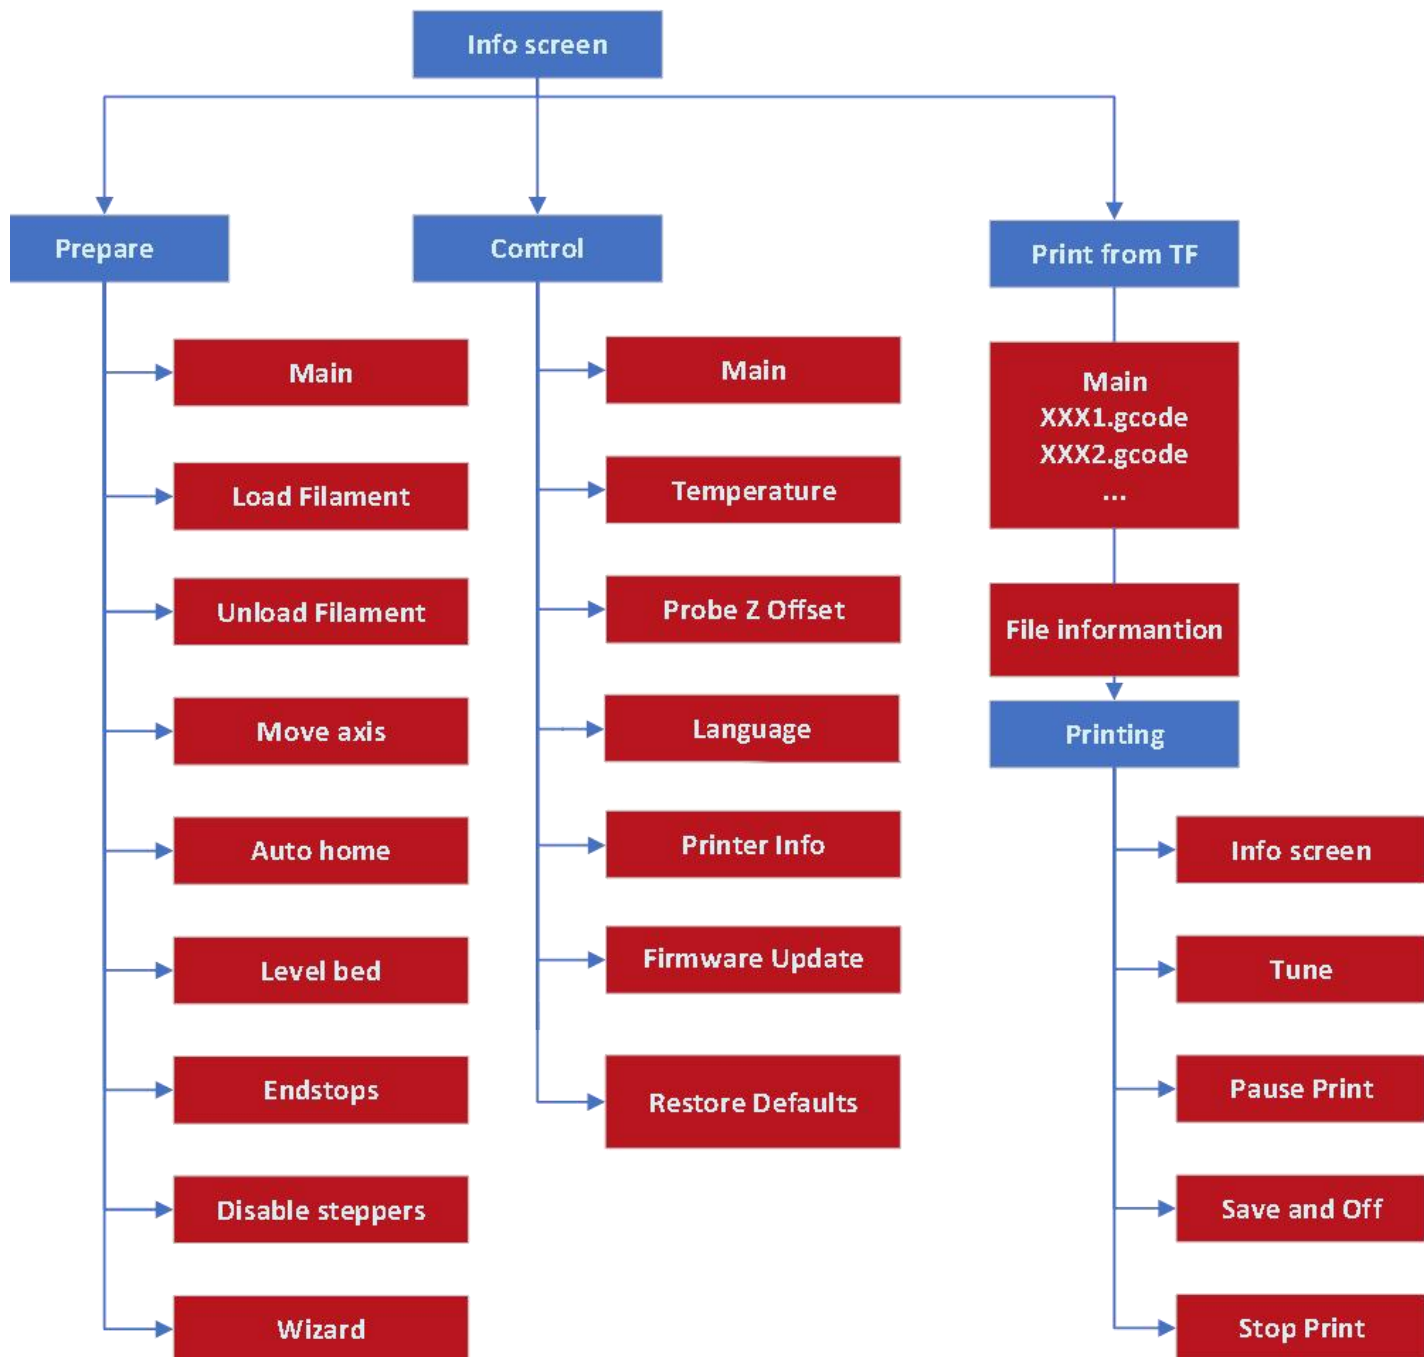 Info screen
Prepare
Main
Load Filament
Unload Filament
Move axis
Auto home
Level bed
Endstops
Disable steppers
Wizard
Control
Main
Temperature
Probe Z Offset
Language
Printer Info
Firmware Update
Restore Defaults
Print from TF
Main
XXX1.gcode
XXX2.gcode
...
File informantion
Printing
Info screen
Tune
Pause Print
Save and Off
Stop Print